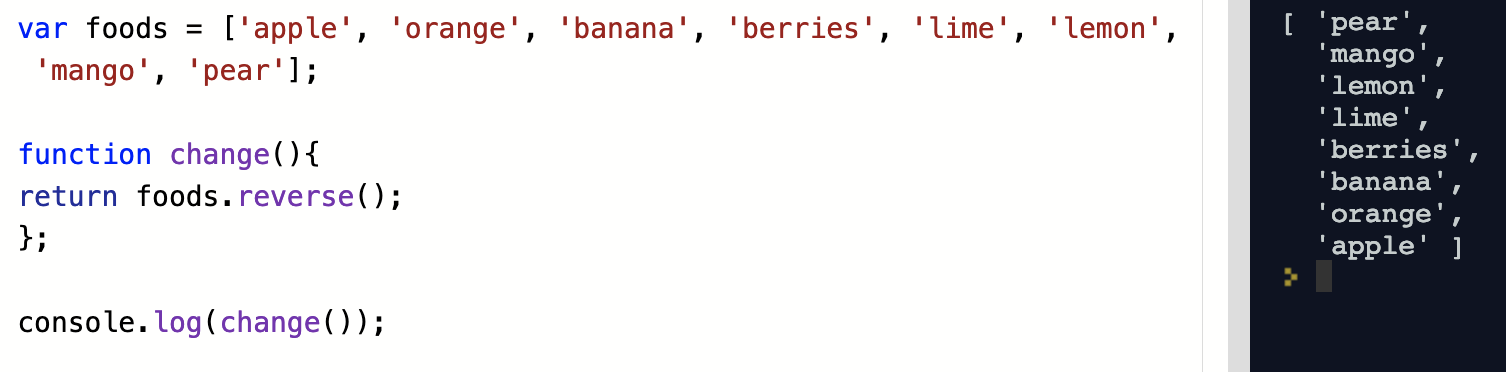 var foods = ['apple', 'orange', 'banana', 'berries', 'lime', 'lemon',
'mango', 'pear'];
function change(){
return foods.reverse();
};
console.log(change());
[ 'pear',
'mango',
'lemon',
'lime',
'berries',
'banana',
'orange',
'apple' ]
>